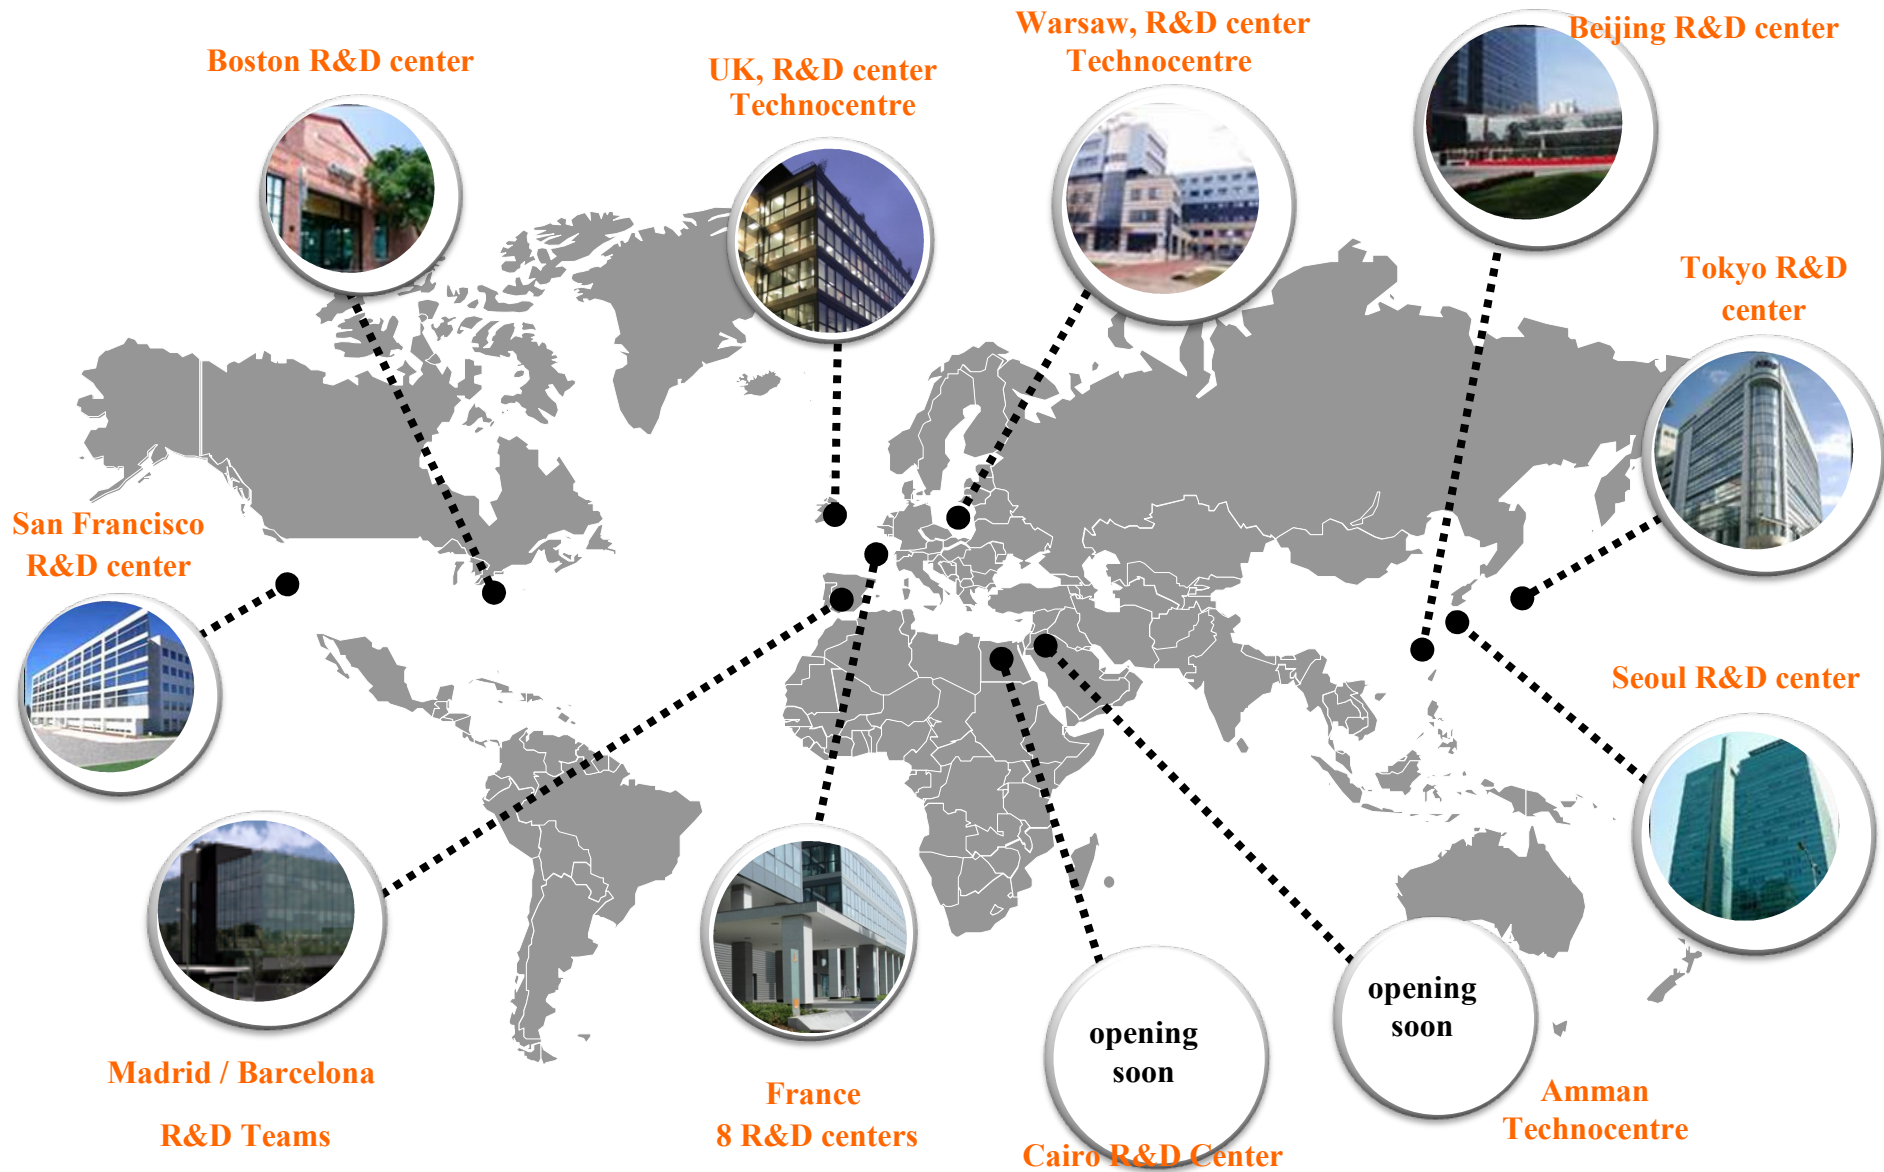 Boston R&D center
UK, R&D center
Technocentre
Warsaw, R&D center
Technocentre
Beijing R&D center
Tokyo R&D
center
San Francisco
R&D center
Seoul R&D center
Madrid / Barcelona
R&D Teams
France
8 R&D centers
opening
soon
Cairo R&D Center
opening
soon
Amman
Technocentre